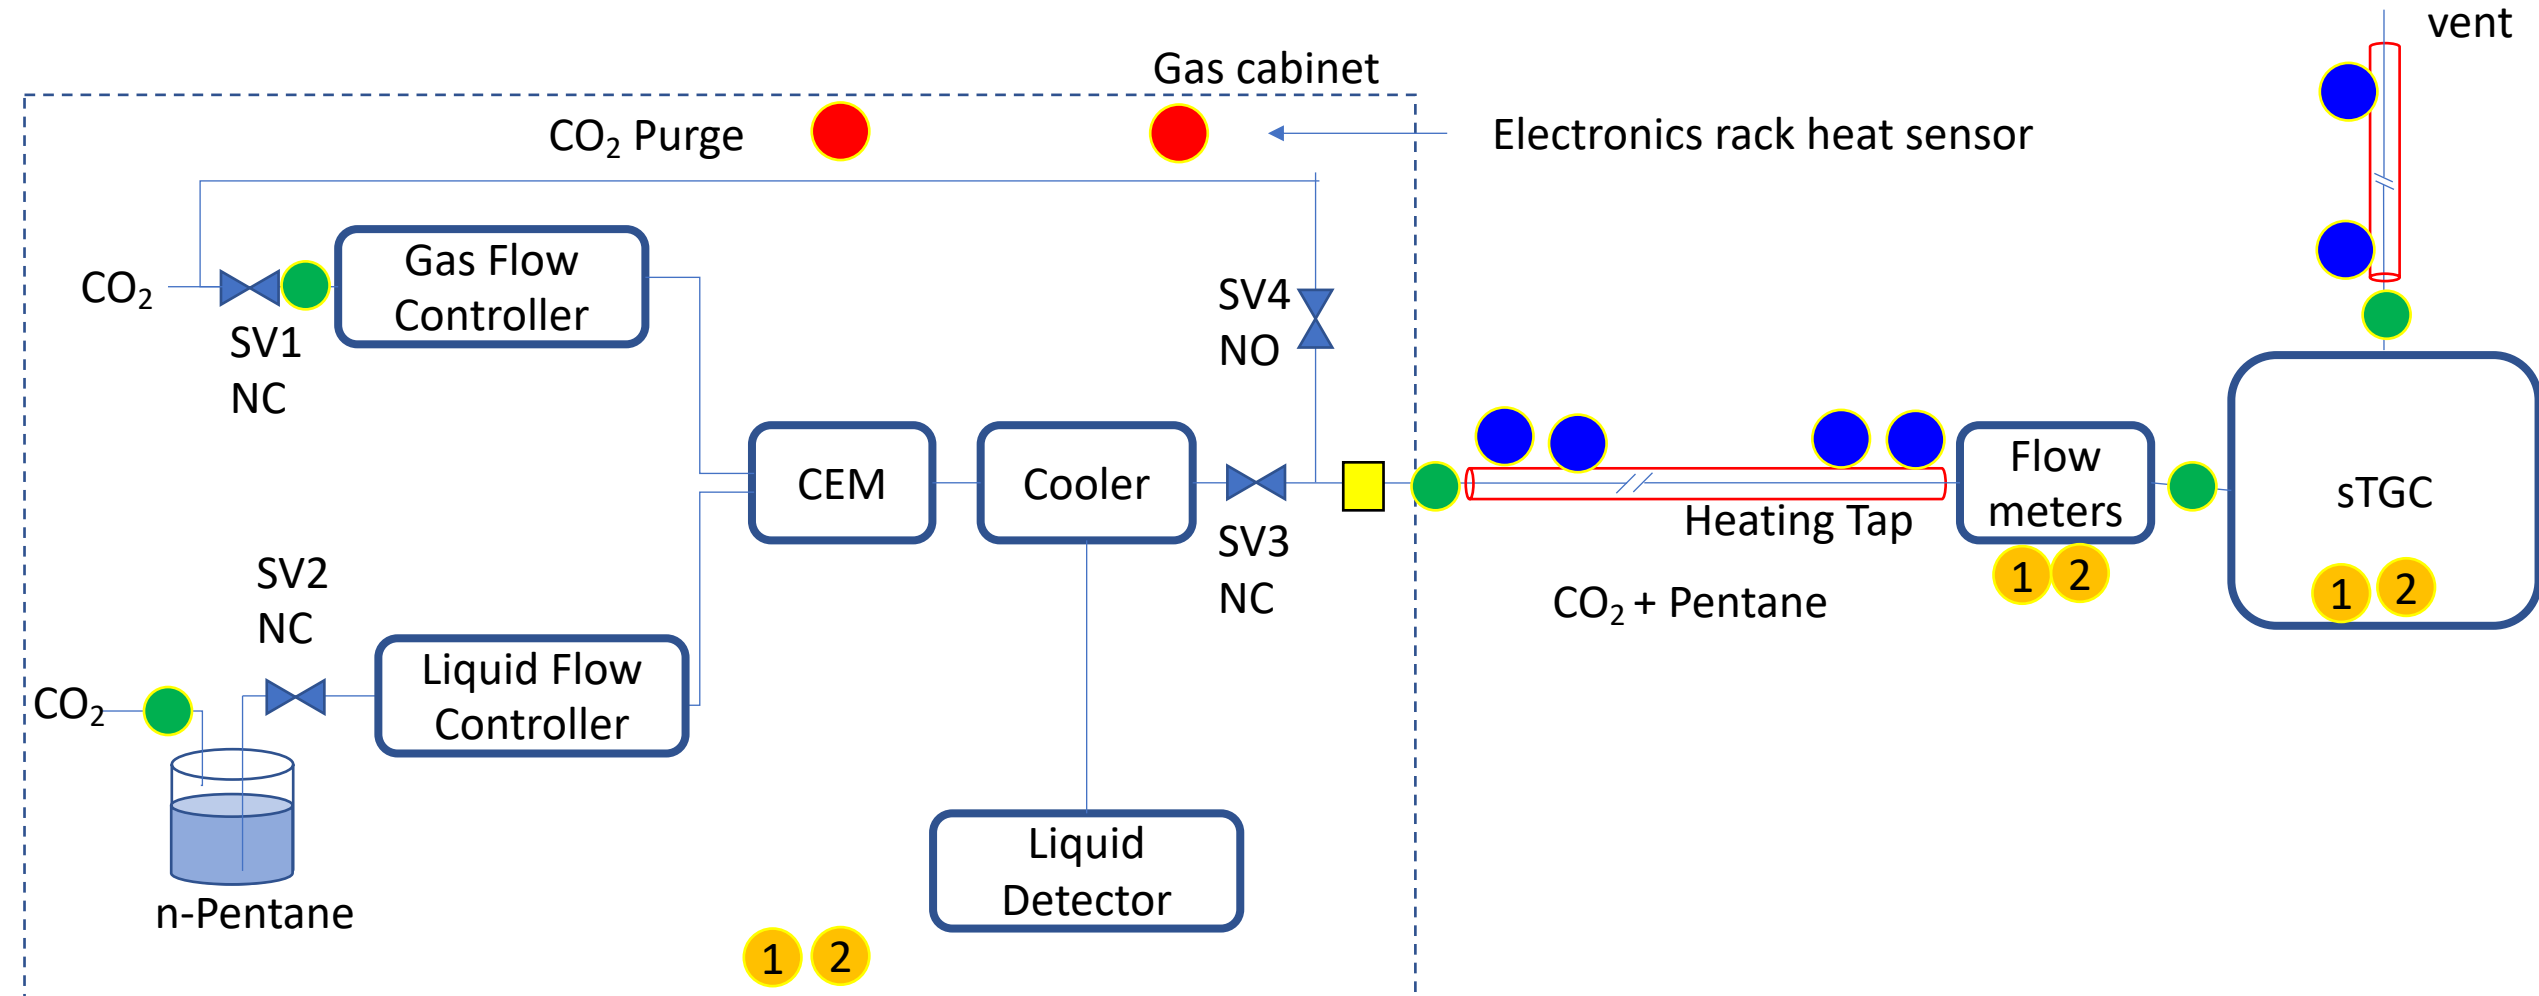 vent
Gas cabinet
CO₂ Purge
Electronics rack heat sensor
Gas Flow
Controller
CO₂
SV1
NC
SV4
NO
CEM
Cooler
Flow
meters
sTGC
Heating Tap
SV3
NC
SV2
NC
CO₂ + Pentane
1
2
1
2
Liquid Flow
Controller
CO₂
Liquid
Detector
n-Pentane
1
2